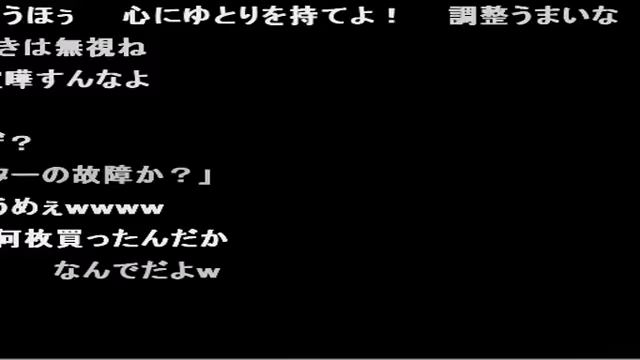 うほぅ 心にゆとりを持てよ！ 調整うまいな
きは無視ね
嘩すんなよ
？
ターの故障か？」
うめぇwwww
何枚買ったんだか
なんでだよw